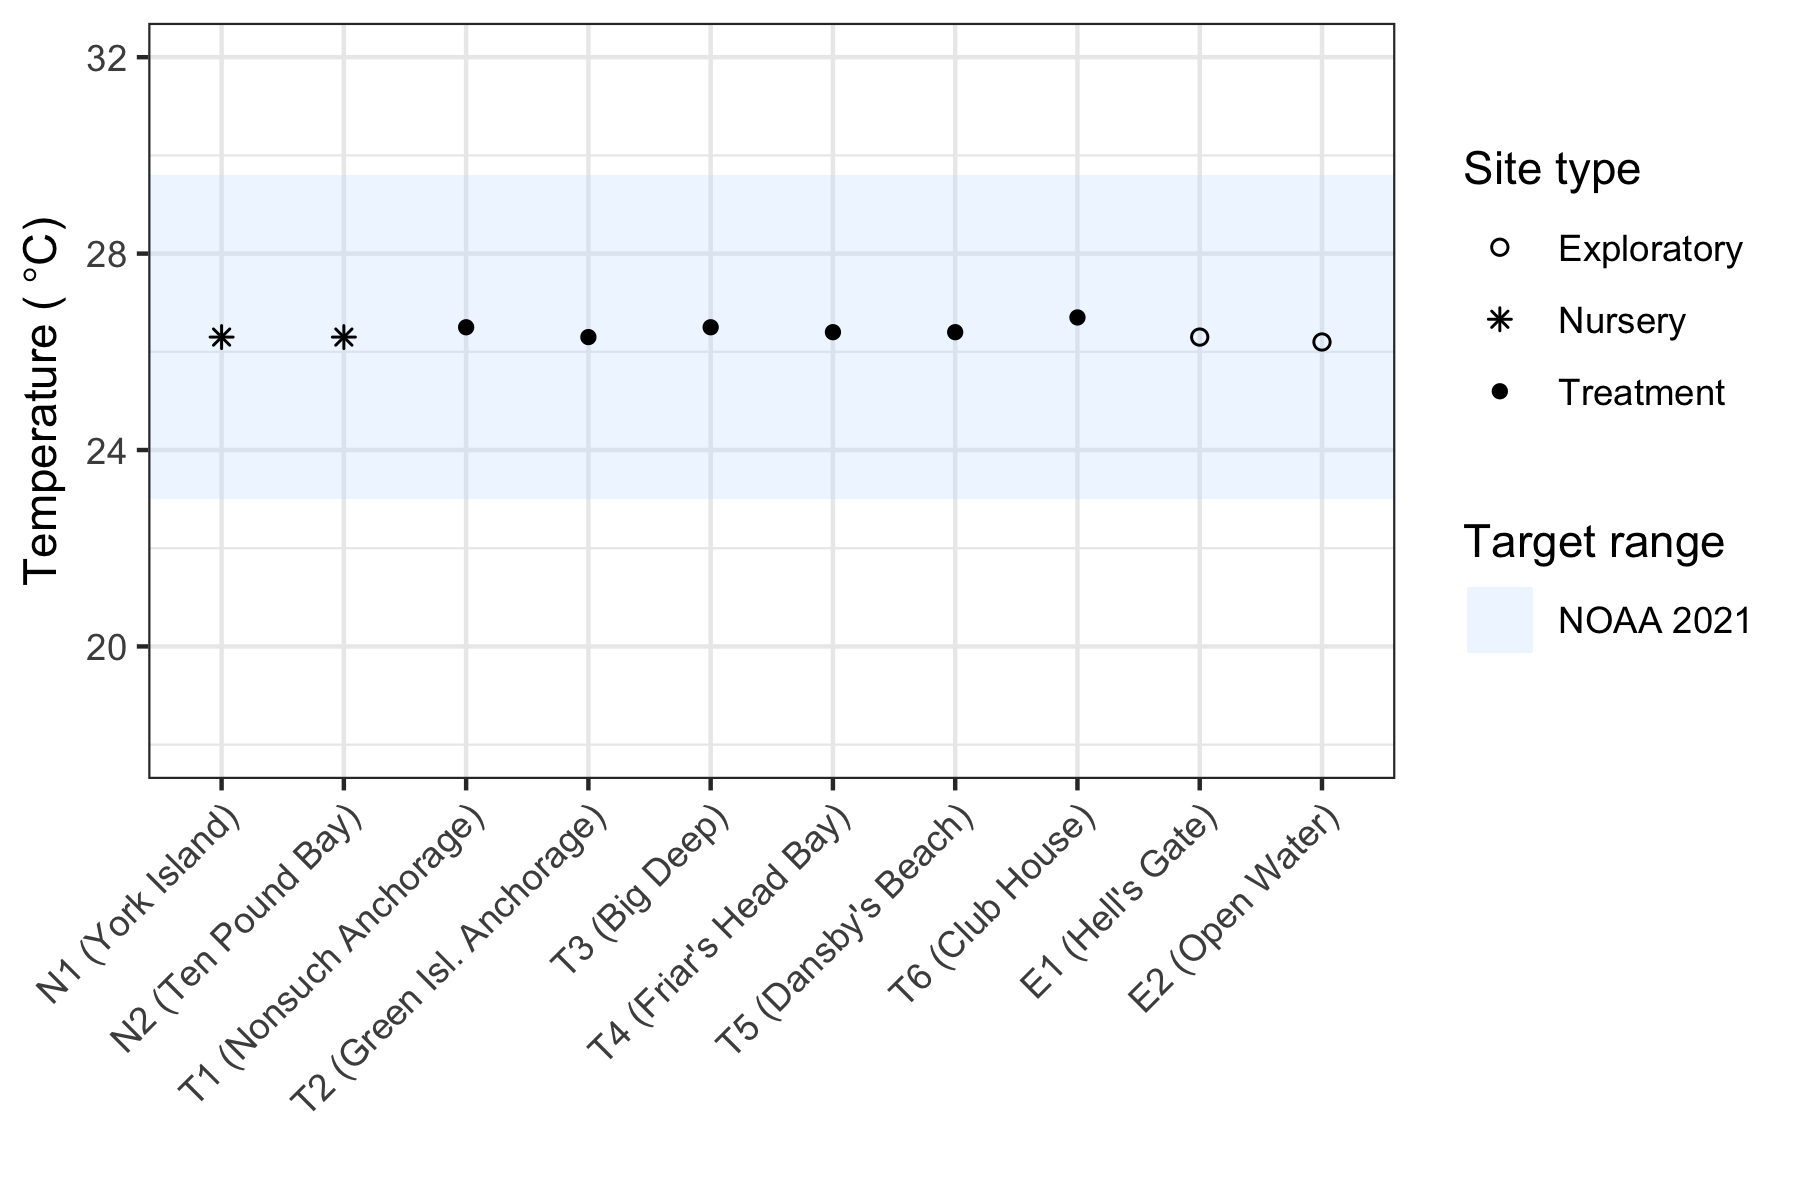 Temperature ( °C)
32
28
24
20
N1 (York Island)
N2 (Ten Pound Bay)
T1 (Nonsuch Anchorage)
T2 (Green Isl. Anchorage)
T3 (Big Deep)
T4 (Friar's Head Bay)
T5 (Dansby's Beach)
T6 (Club House)
E1 (Hell's Gate)
E2 (Open Water)
Site type
Exploratory
Nursery
Treatment
Target range
NOAA 2021